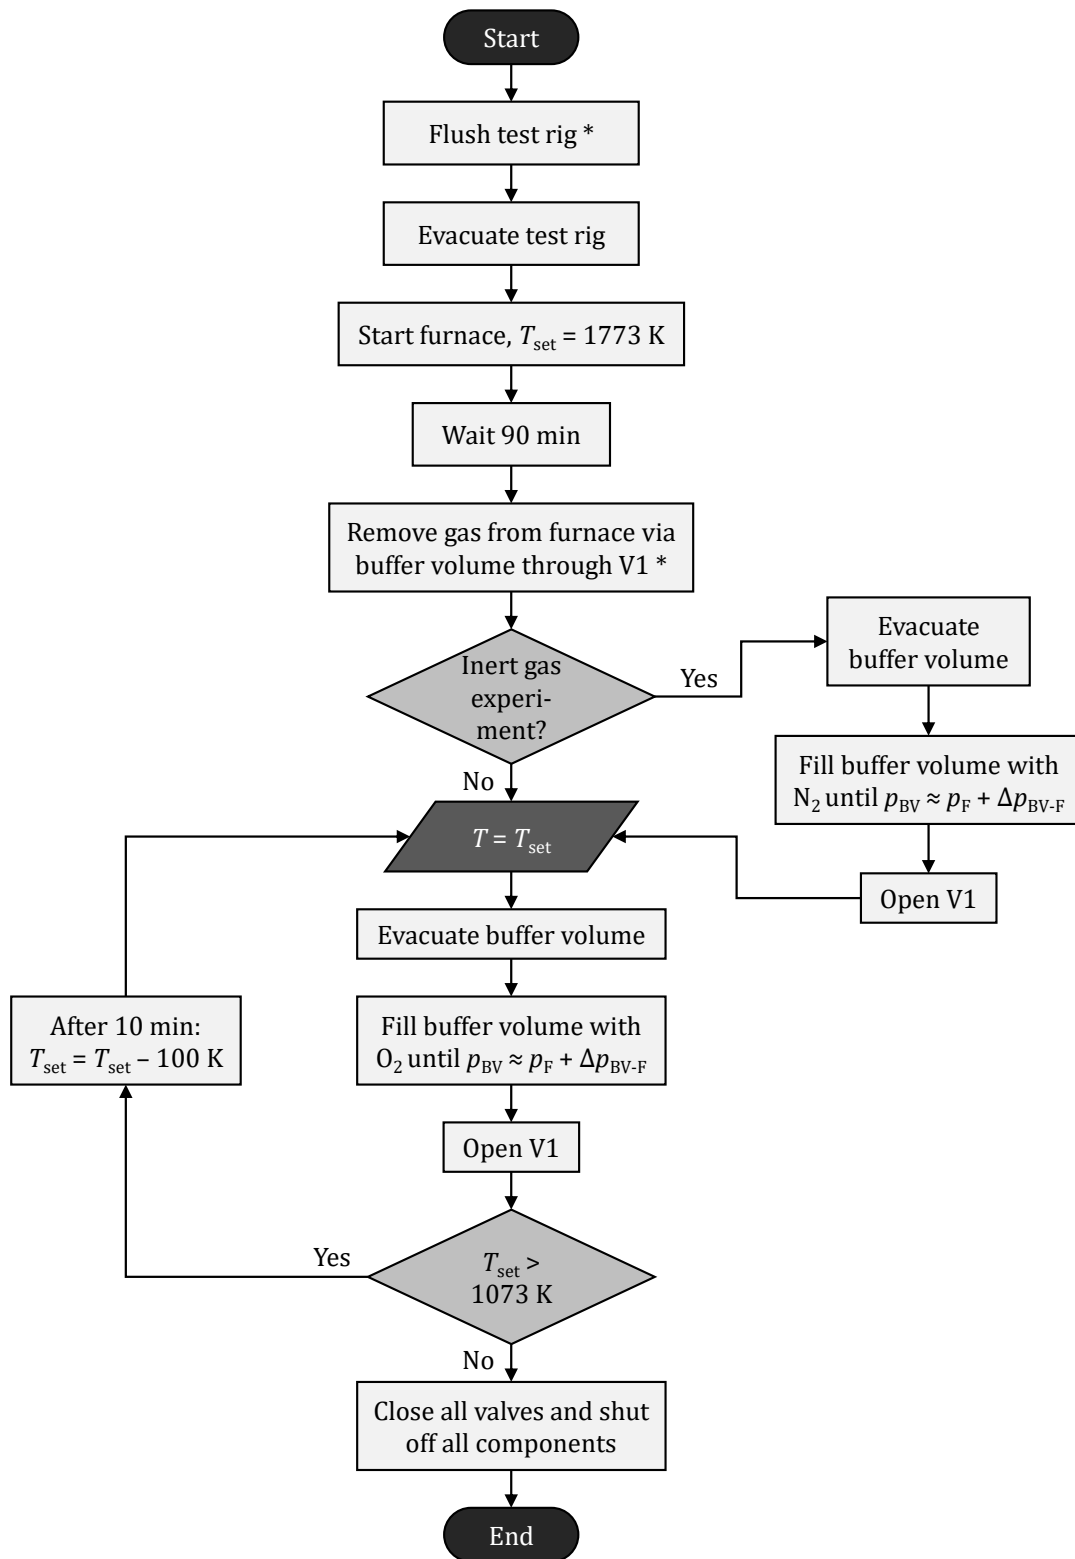 Start
Flush test rig *
Evacuate test rig
Start furnace, T_set = 1773 K
Wait 90 min
Remove gas from furnace via
buffer volume through V1 *
Inert gas
experi-
ment?
Yes
Evacuate
buffer volume
Fill buffer volume with
N₂ until p_BV ≈ p_F + Δp_BV-F
Open V1
No
T = T_set
Evacuate buffer volume
Fill buffer volume with
O₂ until p_BV ≈ p_F + Δp_BV-F
Open V1
T_set >
1073 K
Yes
After 10 min:
T_set = T_set – 100 K
No
Close all valves and shut
off all components
End